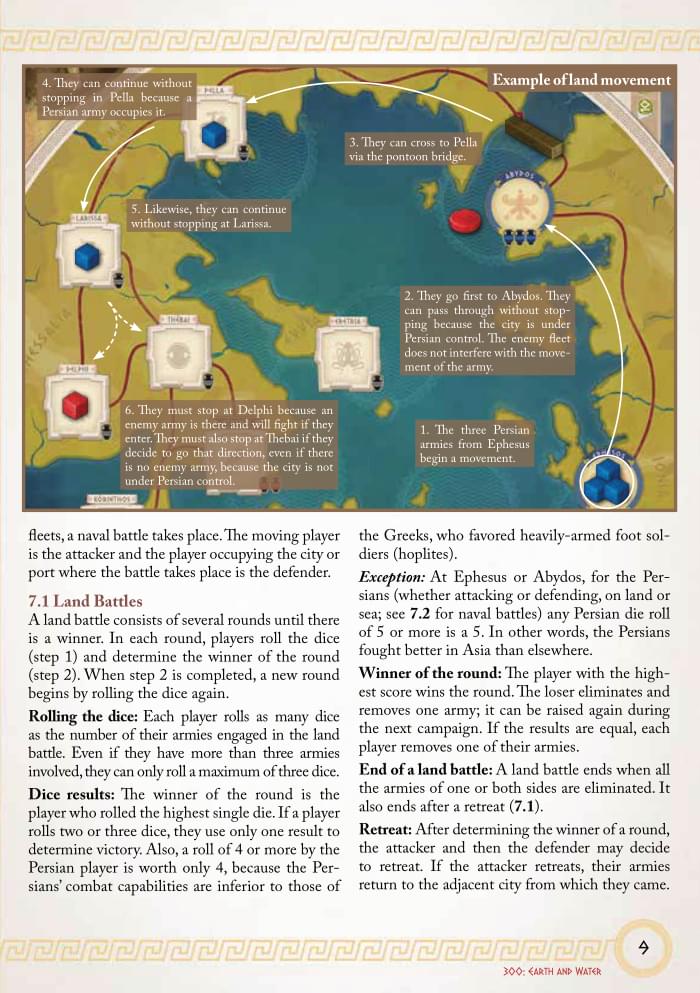 Example of land movement
4. They can continue without
stopping in Pella because a
Persian army occupies it.
PELLA
3. They can cross to Pella
via the pontoon bridge.
ABYDOS
LARISSA
5. Likewise, they can continue
without stopping at Larissa.
2. They go first to Abydos. They
can pass through without stop-
ping because the city is under
Persian control. The enemy fleet
does not interfere with the move-
ment of the army.
THEBAI
ERETRIA
DELPHI
6. They must stop at Delphi because an
enemy army is there and will fight if they
enter. They must also stop at Thebai if they
decide to go that direction, even if there
is no enemy army, because the city is not
under Persian control.
1. The three Persian
armies from Ephesus
begin a movement.
KORINTHOS
fleets, a naval battle takes place. The moving player
is the attacker and the player occupying the city or
port where the battle takes place is the defender.
7.1 Land Battles
A land battle consists of several rounds until there
is a winner. In each round, players roll the dice
(step 1) and determine the winner of the round
(step 2). When step 2 is completed, a new round
begins by rolling the dice again.
Rolling the dice: Each player rolls as many dice
as the number of their armies engaged in the land
battle. Even if they have more than three armies
involved, they can only roll a maximum of three dice.
Dice results: The winner of the round is the
player who rolled the highest single die. If a player
rolls two or three dice, they use only one result to
determine victory. Also, a roll of 4 or more by the
Persian player is worth only 4, because the Per-
sians' combat capabilities are inferior to those of
the Greeks, who favored heavily-armed foot sol-
diers (hoplites).
Exception: At Ephesus or Abydos, for the Per-
sians (whether attacking or defending, on land or
sea; see 7.2 for naval battles) any Persian die roll
of 5 or more is a 5. In other words, the Persians
fought better in Asia than elsewhere.
Winner of the round: The player with the high-
est score wins the round. The loser eliminates and
removes one army; it can be raised again during
the next campaign. If the results are equal, each
player removes one of their armies.
End of a land battle: A land battle ends when all
the armies of one or both sides are eliminated. It
also ends after a retreat (7.1).
Retreat: After determining the winner of a round,
the attacker and then the defender may decide
to retreat. If the attacker retreats, their armies
return to the adjacent city from which they came.
9
300: Earth and Water